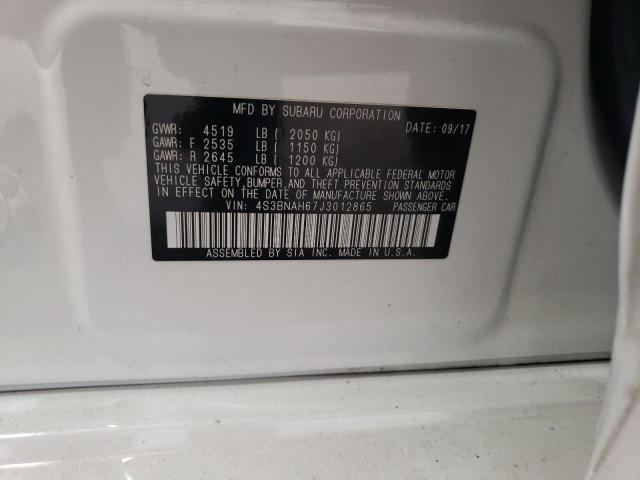 MFD BY SUBARU CORPORATION
DATE: 09/17
GVWR: 4519 LB ( 2050 KG)
GAWR: F 2535 LB ( 1150 KG)
GAWR: R 2645 LB ( 1200 KG)
THIS VEHICLE CONFORMS TO ALL APPLICABLE FEDERAL MOTOR
VEHICLE SAFETY, BUMPER, AND THEFT PREVENTION STANDARDS
IN EFFECT ON THE DATE OF MANUFACTURE SHOWN ABOVE.
VIN: 4S3BNAH67J3012865 PASSENGER CAR
ASSEMBLED BY SIA INC. MADE IN U.S.A.